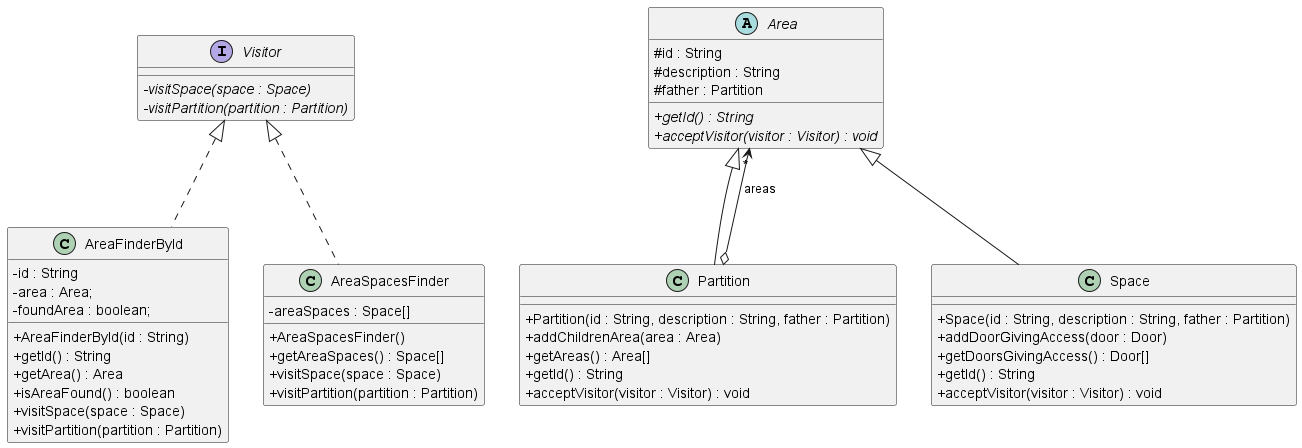 I Visitor
-visitSpace(space : Space)
-visitPartition(partition : Partition)
A Area
#id : String
#description : String
#father : Partition
+getId() : String
+acceptVisitor(visitor : Visitor) : void
*
areas
C AreaFinderById
-id : String
-area : Area;
-foundArea : boolean;
+AreaFinderById(id : String)
+getId() : String
+getArea() : Area
+isAreaFound() : boolean
+visitSpace(space : Space)
+visitPartition(partition : Partition)
C AreaSpacesFinder
-areaSpaces : Space[]
+AreaSpacesFinder()
+getAreaSpaces() : Space[]
+visitSpace(space : Space)
+visitPartition(partition : Partition)
C Partition
+Partition(id : String, description : String, father : Partition)
+addChildrenArea(area : Area)
+getAreas() : Area[]
+getId() : String
+acceptVisitor(visitor : Visitor) : void
C Space
+Space(id : String, description : String, father : Partition)
+addDoorGivingAccess(door : Door)
+getDoorsGivingAccess() : Door[]
+getId() : String
+acceptVisitor(visitor : Visitor) : void